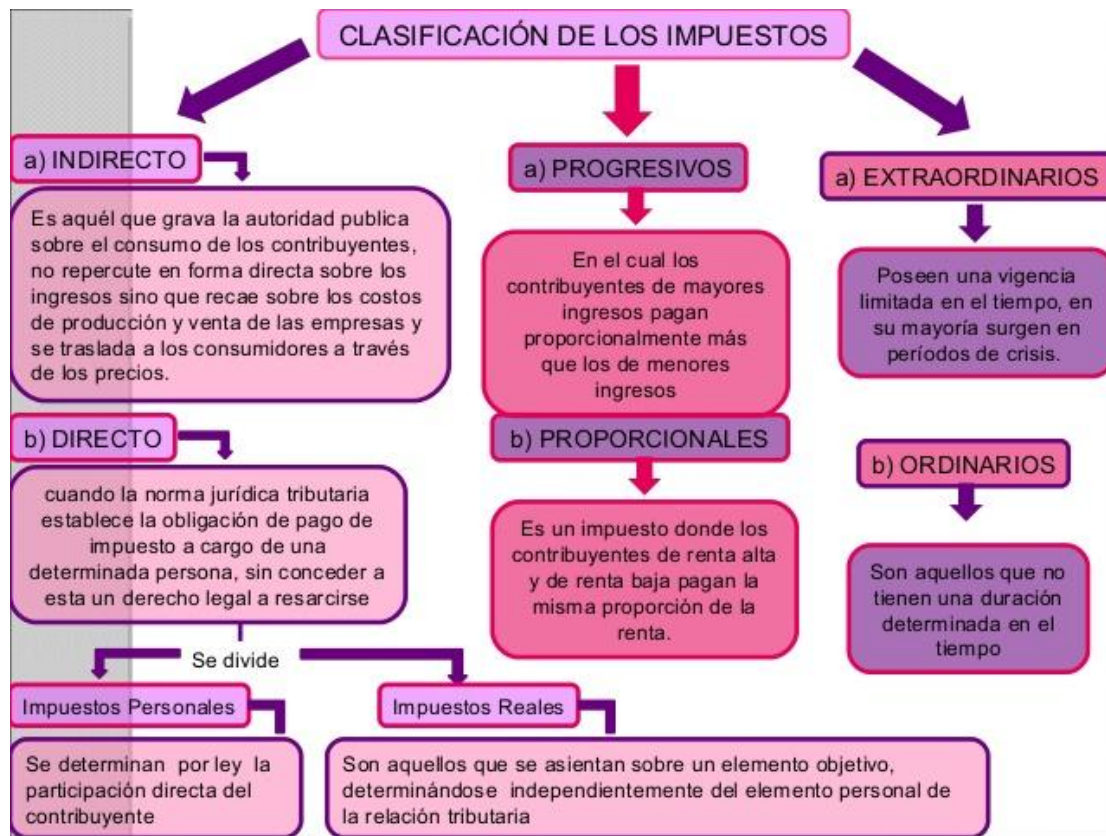 CLASIFICACIÓN DE LOS IMPUESTOS
a) INDIRECTO
Es aquél que grava la autoridad publica
sobre el consumo de los contribuyentes,
no repercute en forma directa sobre los
ingresos sino que recae sobre los costos
de producción y venta de las empresas y
se traslada a los consumidores a través
de los precios.
b) DIRECTO
cuando la norma jurídica tributaria
establece la obligación de pago de
impuesto a cargo de una
determinada persona, sin conceder a
esta un derecho legal a resarcirse
Se divide
Impuestos Personales
Se determinan por ley la
participación directa del
contribuyente
Impuestos Reales
Son aquellos que se asientan sobre un elemento objetivo,
determinándose independientemente del elemento personal de
la relación tributaria
a) PROGRESIVOS
En el cual los
contribuyentes de mayores
ingresos pagan
proporcionalmente más
que los de menores
ingresos
b) PROPORCIONALES
Es un impuesto donde los
contribuyentes de renta alta
y de renta baja pagan la
misma proporción de la
renta.
a) EXTRAORDINARIOS
Poseen una vigencia
limitada en el tiempo, en
su mayoría surgen en
períodos de crisis.
b) ORDINARIOS
Son aquellos que no
tienen una duración
determinada en el
tiempo